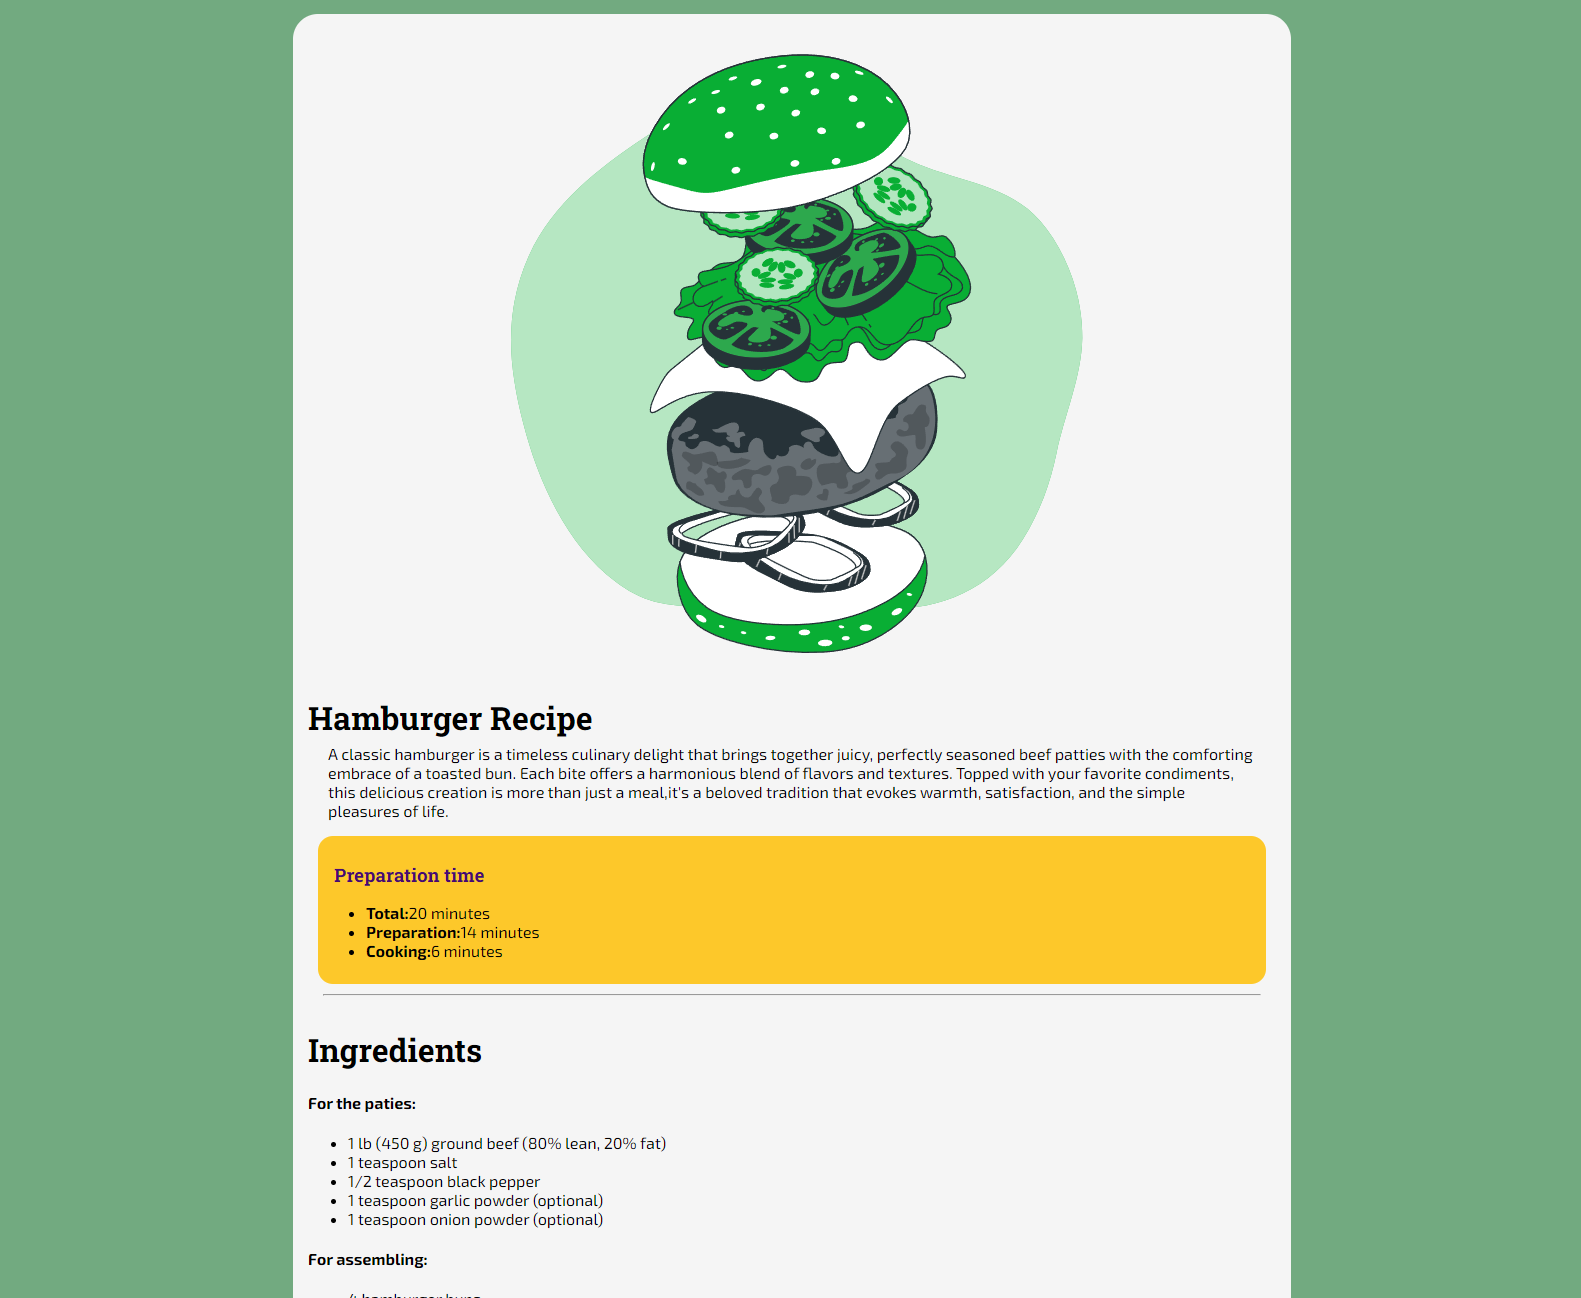 Hamburger Recipe
A classic hamburger is a timeless culinary delight that brings together juicy, perfectly seasoned beef patties with the comforting
embrace of a toasted bun. Each bite offers a harmonious blend of flavors and textures. Topped with your favorite condiments,
this delicious creation is more than just a meal,it's a beloved tradition that evokes warmth, satisfaction, and the simple
pleasures of life.
Preparation time
• Total:20 minutes
• Preparation:14 minutes
• Cooking:6 minutes
Ingredients
For the paties:
• 1 lb (450 g) ground beef (80% lean, 20% fat)
• 1 teaspoon salt
• 1/2 teaspoon black pepper
• 1 teaspoon garlic powder (optional)
• 1 teaspoon onion powder (optional)
For assembling:
4 hamburger buns